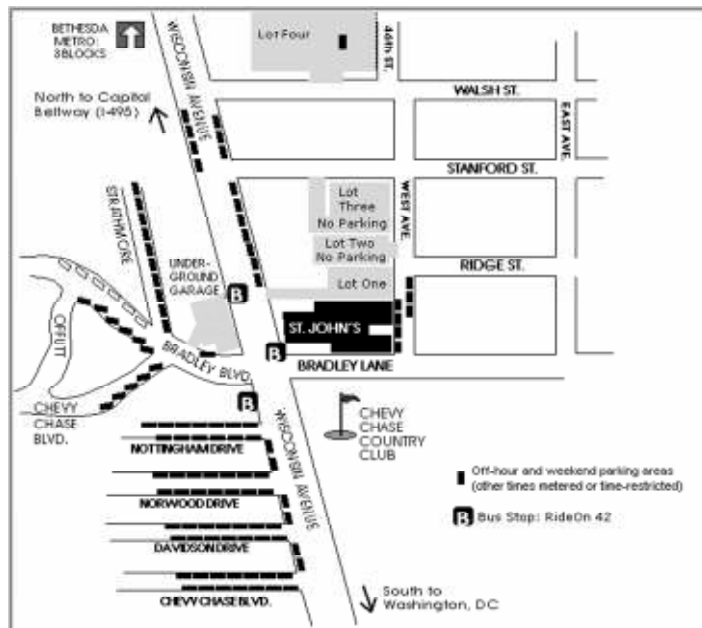 BETHESDA
METRO:
3 BLOCKS
WISCONSIN AVENUE
Lot Four
46th ST.
WALSH ST.
EAST AVE.
North to Capital
Beltway (I-495)
STANFORD ST.
STRATHMORE
Lot
Three
No Parking
WEST AVE.
Lot Two
No Parking
UNDER-
GROUND
GARAGE
B
RIDGE ST.
Lot One
ST. JOHN'S
OFFUTT
BRADLEY BLVD.
B
BRADLEY LANE
CHEVY
CHASE
BLVD.
B
WISCONSIN AVENUE
CHEVY
CHASE
COUNTRY
CLUB
NOTTINGHAM DRIVE
Off-hour and weekend parking areas
(other times metered or time-restricted)
NORWOOD DRIVE
B Bus Stop: RideOn 42
DAVIDSON DRIVE
CHEVY CHASE BLVD.
South to
Washington, DC